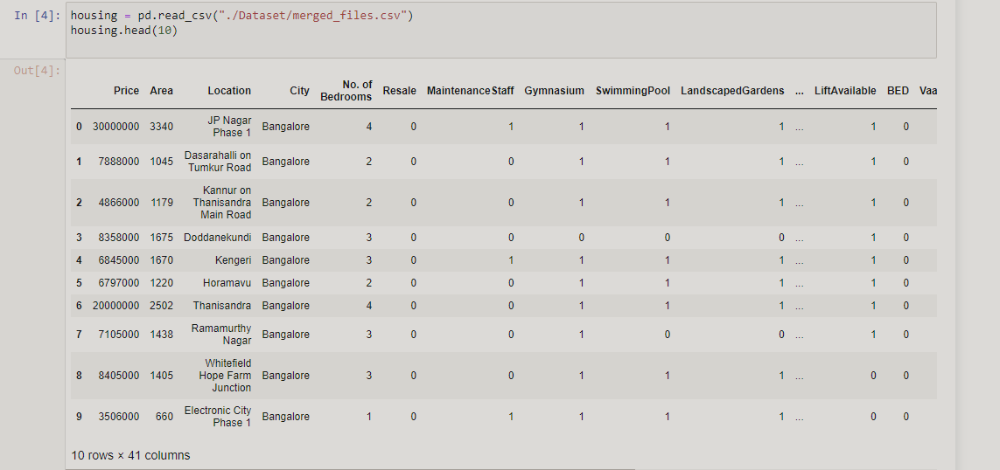 In [4]: housing = pd.read_csv("./Dataset/merged_files.csv")
housing.head(10)
Out[4]:
Price Area Location City No. of Bedrooms Resale MaintenanceStaff Gymnasium SwimmingPool LandscapedGardens ... LiftAvailable BED Vaa
0 30000000 3340 JP Nagar Phase 1 Bangalore 4 0 1 1 1 1 ... 1 0
1 7888000 1045 Dasarahalli on Tumkur Road Bangalore 2 0 0 1 1 1 ... 1 0
2 4866000 1179 Kannur on Thanisandra Main Road Bangalore 2 0 0 1 1 1 ... 1 0
3 8358000 1675 Doddanekundi Bangalore 3 0 0 0 0 0 ... 1 0
4 6845000 1670 Kengeri Bangalore 3 0 1 1 1 1 ... 1 0
5 6797000 1220 Horamavu Bangalore 2 0 0 1 1 1 ... 1 0
6 20000000 2502 Thanisandra Bangalore 4 0 0 1 1 1 ... 1 0
7 7105000 1438 Ramamurthy Nagar Bangalore 3 0 0 1 0 0 ... 1 0
8 8405000 1405 Whitefield Hope Farm Junction Bangalore 3 0 0 1 1 1 ... 0 0
9 3506000 660 Electronic City Phase 1 Bangalore 1 0 1 1 1 1 ... 0 0
10 rows × 41 columns